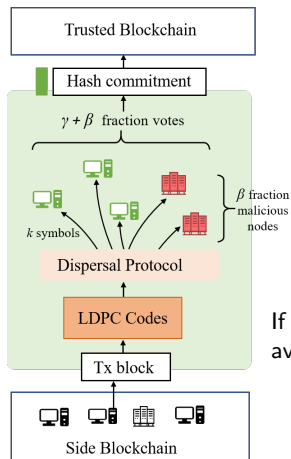 Trusted Blockchain
Hash commitment
γ + β fraction votes
β fraction
malicious
nodes
k symbols
Dispersal Protocol
LDPC Codes
If
av
Tx block
Side Blockchain